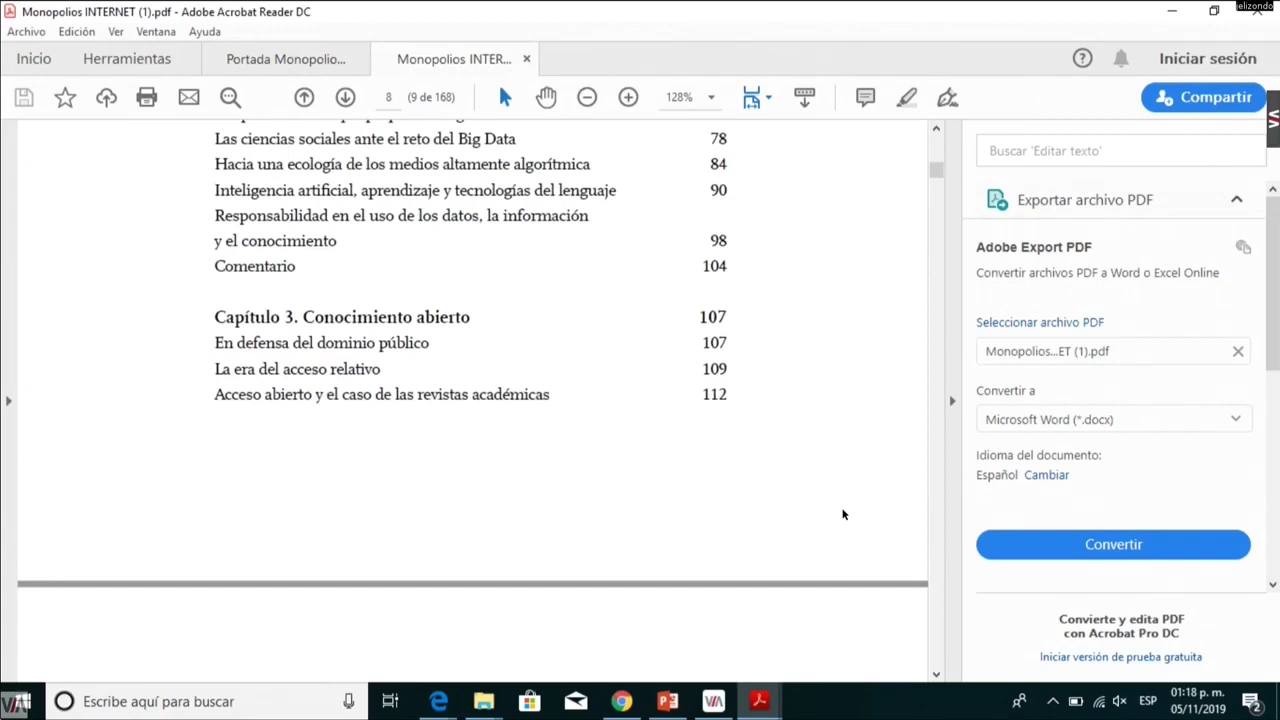 Monopolios INTERNET (1).pdf - Adobe Acrobat Reader DC
jelizondo
Archivo Edición Ver Ventana Ayuda
Inicio Herramientas Portada Monopolio... Monopolios INTER... × Iniciar sesión
8 (9 de 168) 128% Compartir
Las ciencias sociales ante el reto del Big Data 78
Hacia una ecología de los medios altamente algorítmica 84
Inteligencia artificial, aprendizaje y tecnologías del lenguaje 90
Responsabilidad en el uso de los datos, la información
y el conocimiento 98
Comentario 104
Capítulo 3. Conocimiento abierto 107
En defensa del dominio público 107
La era del acceso relativo 109
Acceso abierto y el caso de las revistas académicas 112
Buscar 'Editar texto'
Exportar archivo PDF
Adobe Export PDF
Convertir archivos PDF a Word o Excel Online
Seleccionar archivo PDF
Monopolios...ET (1).pdf
Convertir a
Microsoft Word (*.docx)
Idioma del documento:
Español Cambiar
Convertir
Convierte y edita PDF
con Acrobat Pro DC
Iniciar versión de prueba gratuita
Escribe aquí para buscar
VIA
ESP
01:18 p. m.
05/11/2019
2